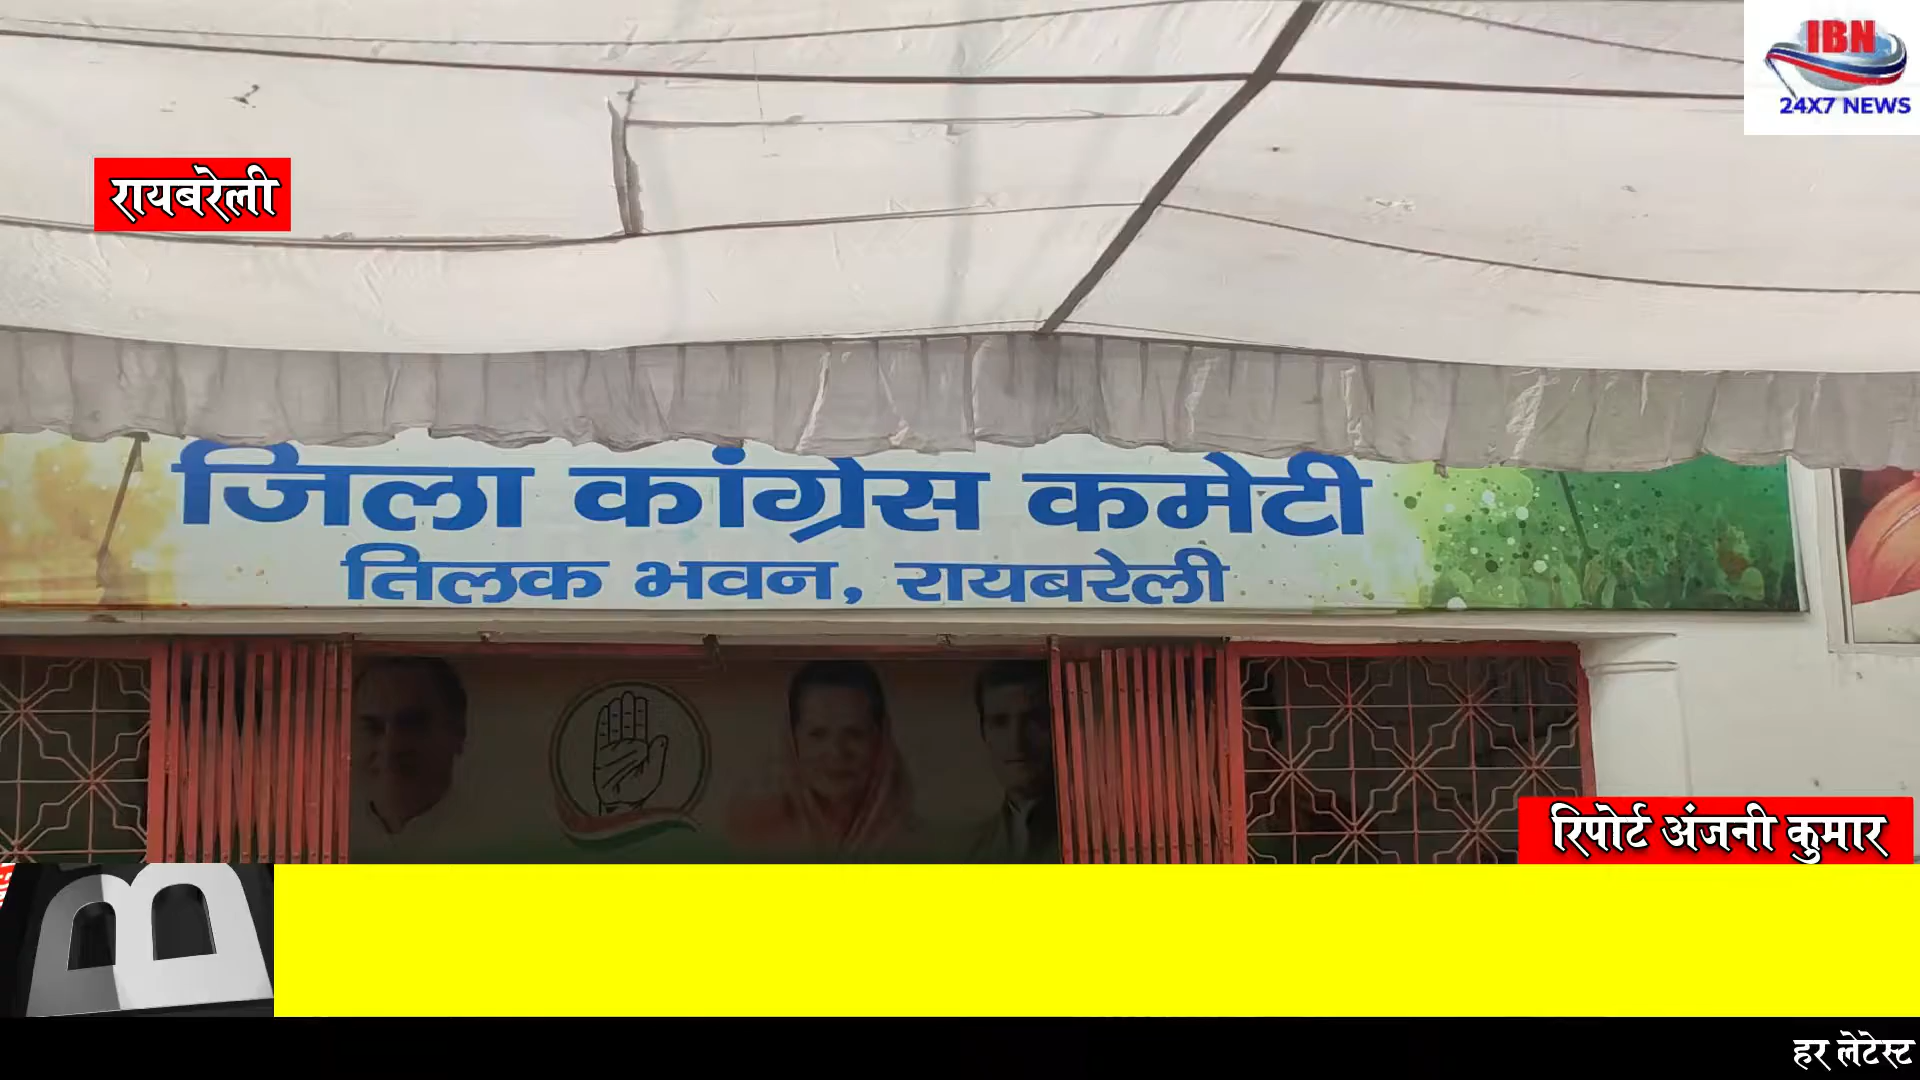 IBN
24X7 NEWS
रायबरेली
जिला कांग्रेस कमेटी
तिलक भवन, रायबरेली
रिपोर्ट अंजनी कुमार
B
हर लेटेस्ट